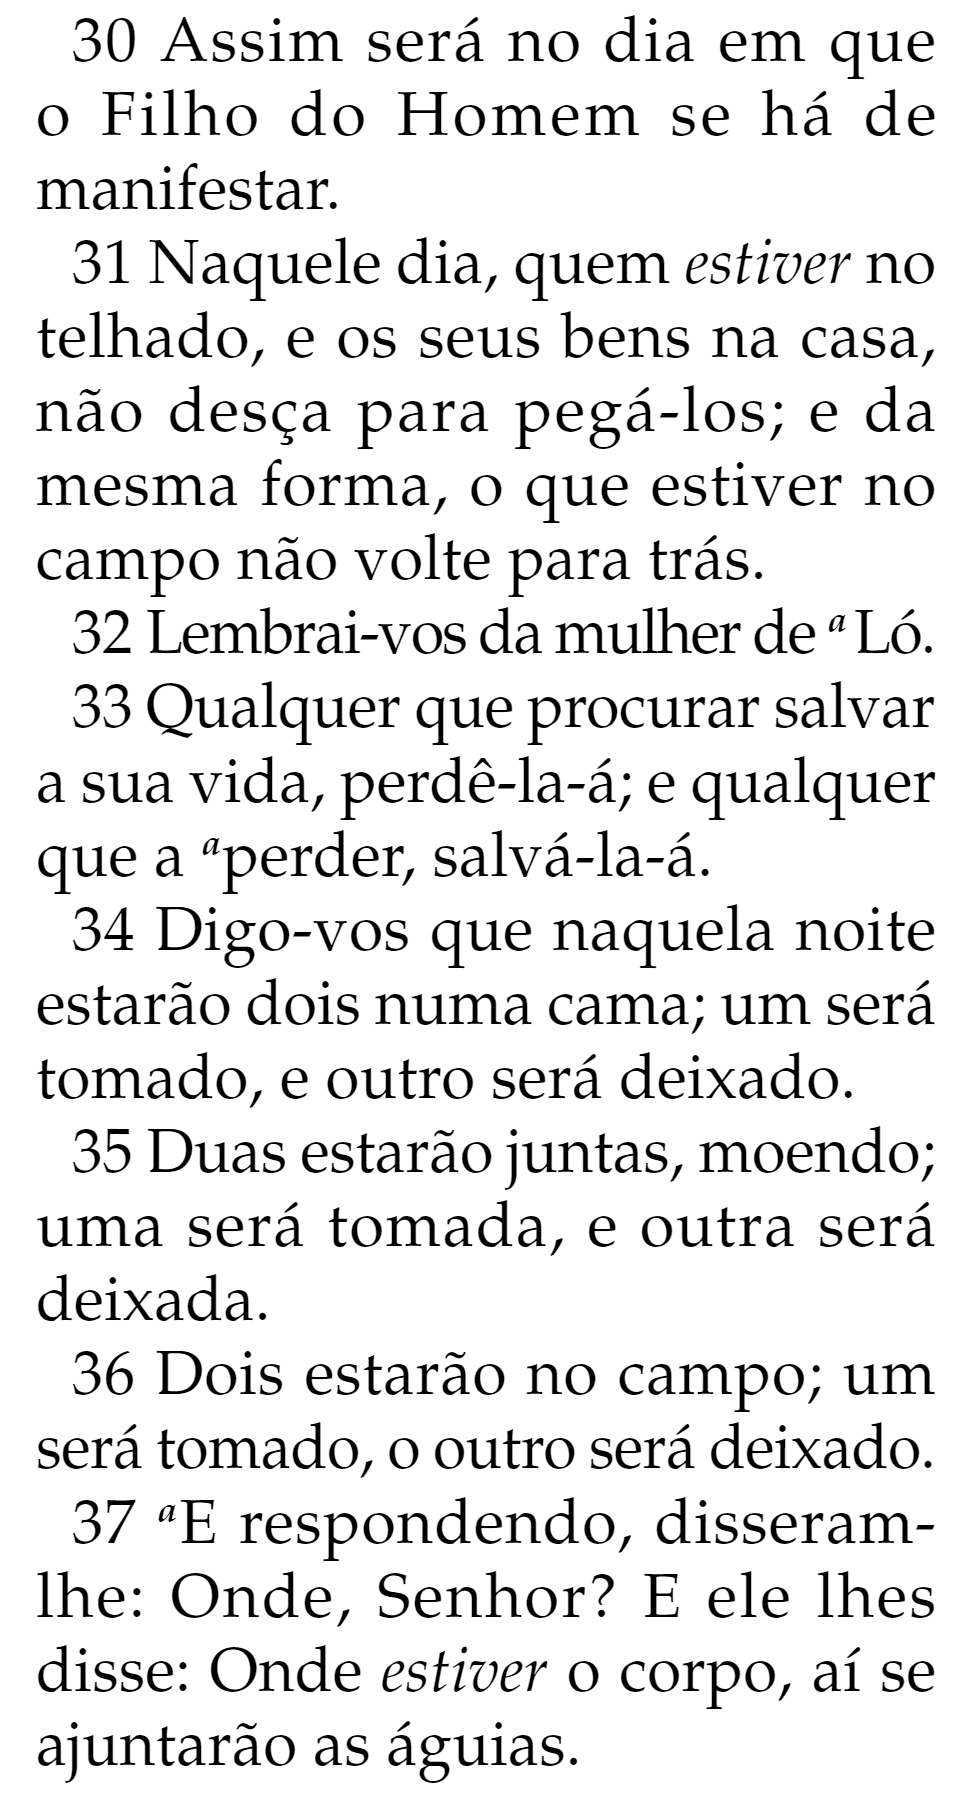 30 Assim será no dia em que
o Filho do Homem se há de
manifestar.
31 Naquele dia, quem estiver no
telhado, e os seus bens na casa,
não desça para pegá-los; e da
mesma forma, o que estiver no
campo não volte para trás.
32 Lembrai-vos da mulher de a Ló.
33 Qualquer que procurar salvar
a sua vida, perdê-la-á; e qualquer
que a aperder, salvá-la-á.
34 Digo-vos que naquela noite
estarão dois numa cama; um será
tomado, e outro será deixado.
35 Duas estarão juntas, moendo;
uma será tomada, e outra será
deixada.
36 Dois estarão no campo; um
será tomado, o outro será deixado.
37 aE respondendo, disseram-
lhe: Onde, Senhor? E ele lhes
disse: Onde estiver o corpo, aí se
ajuntarão as águias.